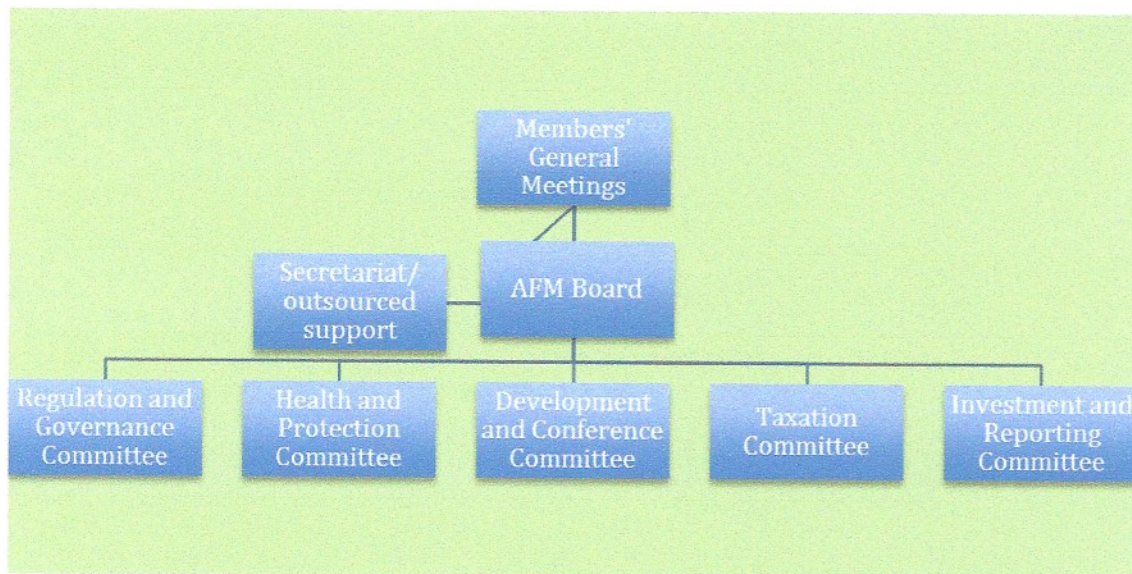 Members'
General
Meetings
AFM Board
Secretariat/
outsourced
support
Regulation and
Governance
Committee
Health and
Protection
Committee
Development
and Conference
Committee
Taxation
Committee
Investment and
Reporting
Committee